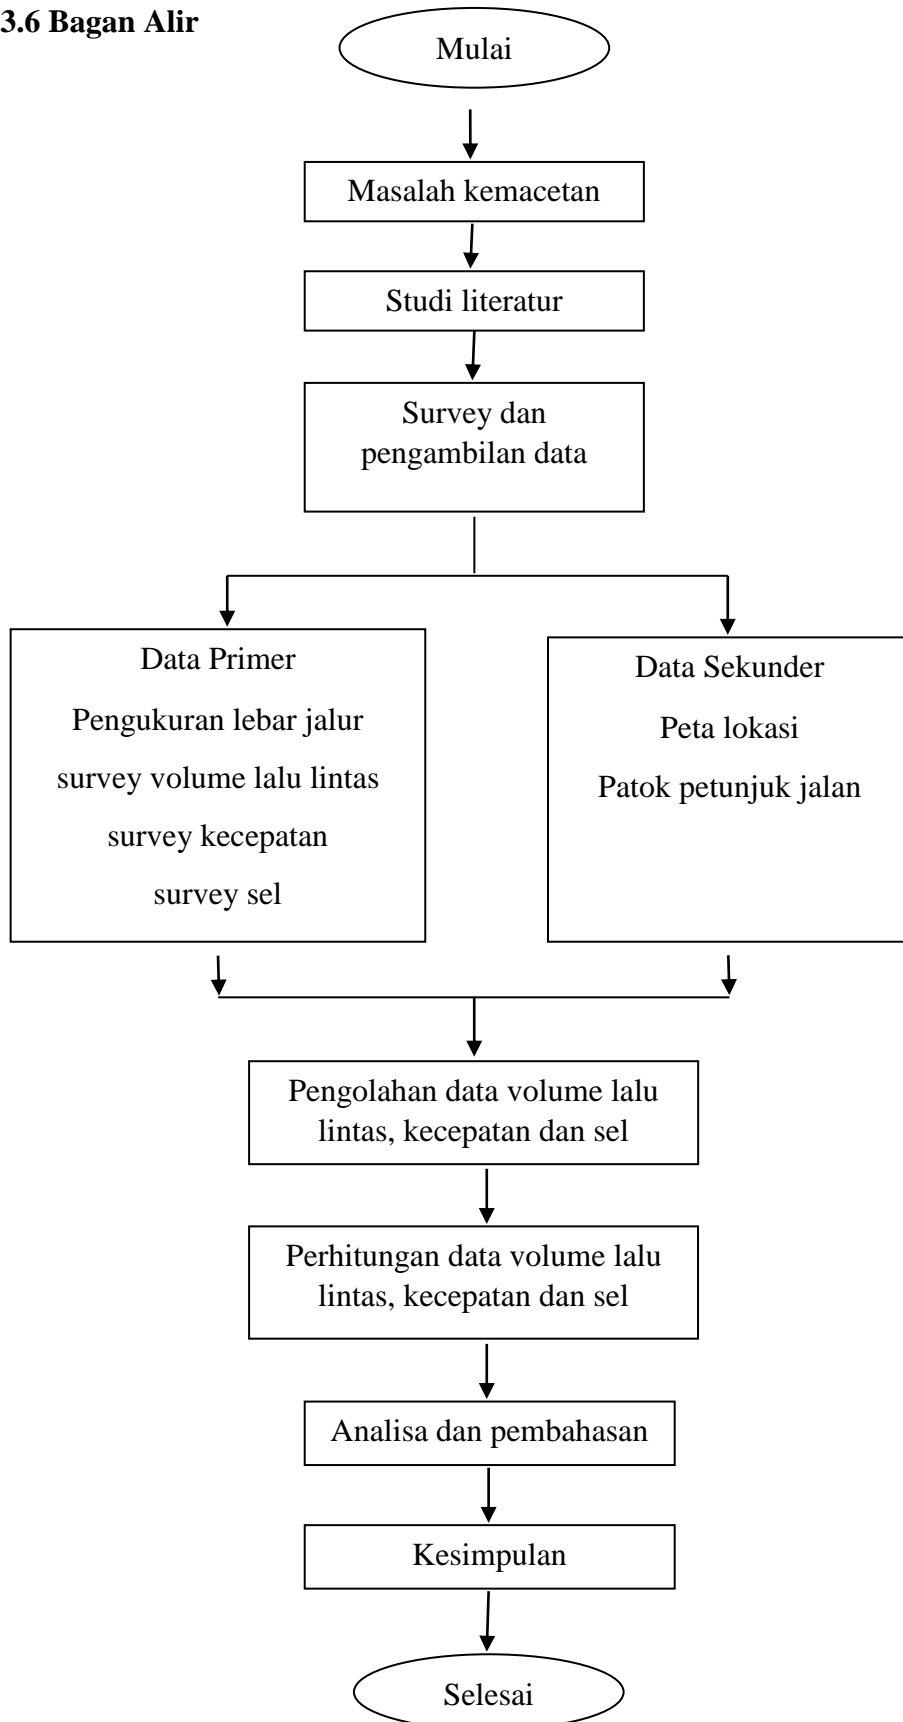 3.6 Bagan Alir
Mulai
Masalah kemacetan
Studi literatur
Survey dan
pengambilan data
Data Primer
Pengukuran lebar jalur
survey volume lalu lintas
survey kecepatan
survey sel
Data Sekunder
Peta lokasi
Patok petunjuk jalan
Pengolahan data volume lalu
lintas, kecepatan dan sel
Perhitungan data volume lalu
lintas, kecepatan dan sel
Analisa dan pembahasan
Kesimpulan
Selesai